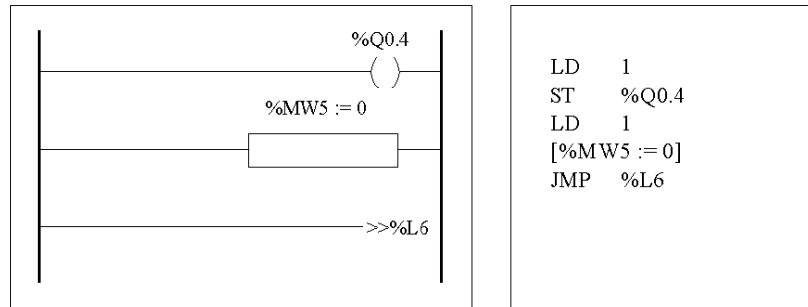 %Q0.4
( )
%MW5 := 0
>>%L6
LD 1
ST %Q0.4
LD 1
[%MW5 := 0]
JMP %L6